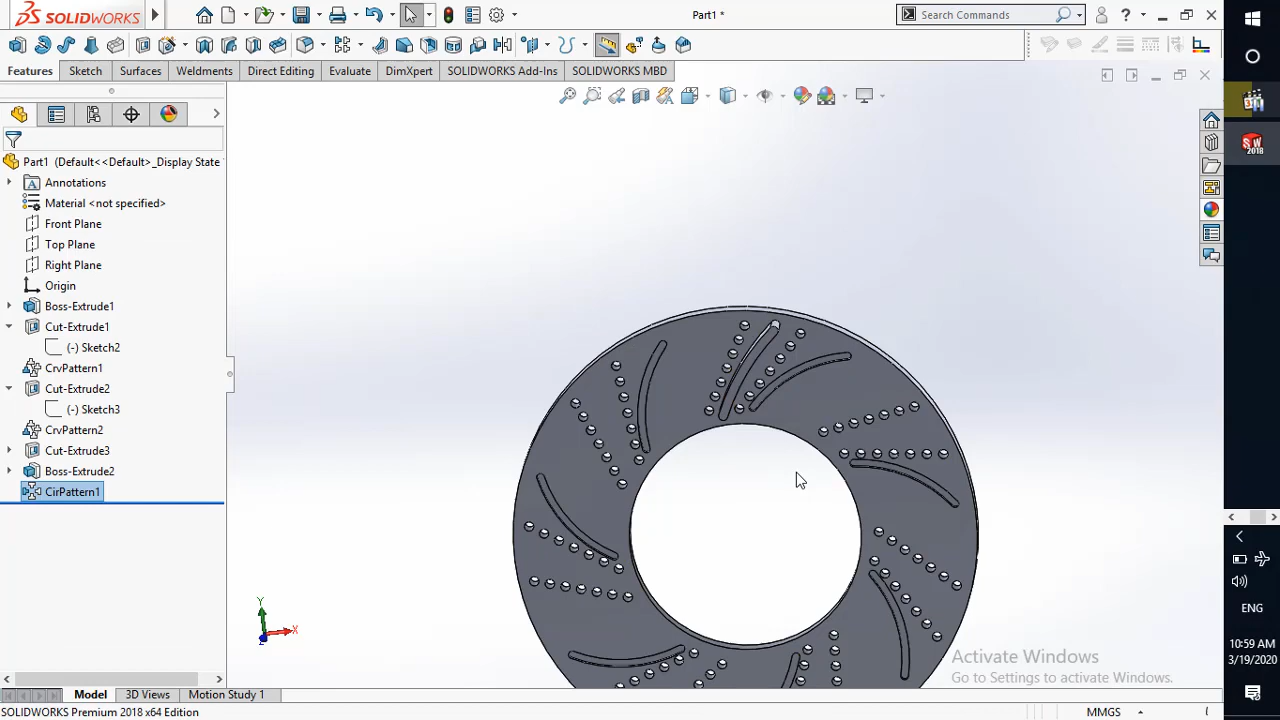 SOLIDWORKS
Part1 *
Search Commands
Features
Sketch
Surfaces
Weldments
Direct Editing
Evaluate
DimXpert
SOLIDWORKS Add-Ins
SOLIDWORKS MBD
Part1 (Default<<Default>_Display State
Annotations
Material <not specified>
Front Plane
Top Plane
Right Plane
Origin
Boss-Extrude1
Cut-Extrude1
(-) Sketch2
CrvPattern1
Cut-Extrude2
(-) Sketch3
CrvPattern2
Cut-Extrude3
Boss-Extrude2
CirPattern1
Y
X
Z
ENG
10:59 AM
3/19/2020
Activate Windows
Go to Settings to activate Windows.
Model
3D Views
Motion Study 1
SOLIDWORKS Premium 2018 x64 Edition
MMGS